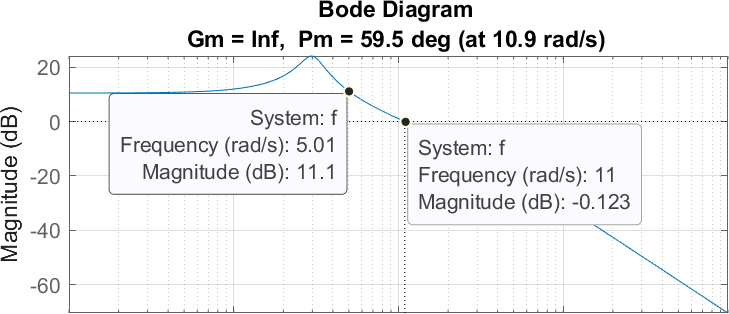 Bode Diagram
Gm = Inf,  Pm = 59.5 deg (at 10.9 rad/s)
Magnitude (dB)
20
0
-20
-40
-60
System: f
Frequency (rad/s): 5.01
Magnitude (dB): 11.1
System: f
Frequency (rad/s): 11
Magnitude (dB): -0.123